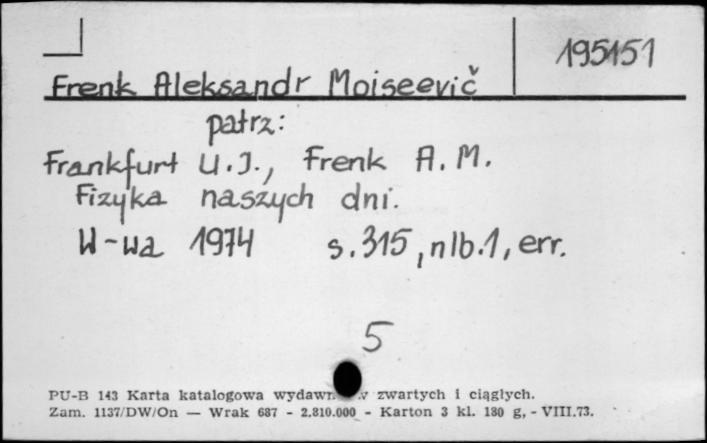 195151
Frenk Aleksandr Moiseevič
patrz:
Frankfurt U.I., Frenk A.M.
Fizyka naszych dni.
W-wa 1974 s.315, nlb.1, err.
5
PU-B 143 Karta katalogowa wydawn. zwartych i ciągłych.
Zam. 1137/DW/On — Wrak 687 - 2.810.000 - Karton 3 kl. 180 g, - VIII.73.